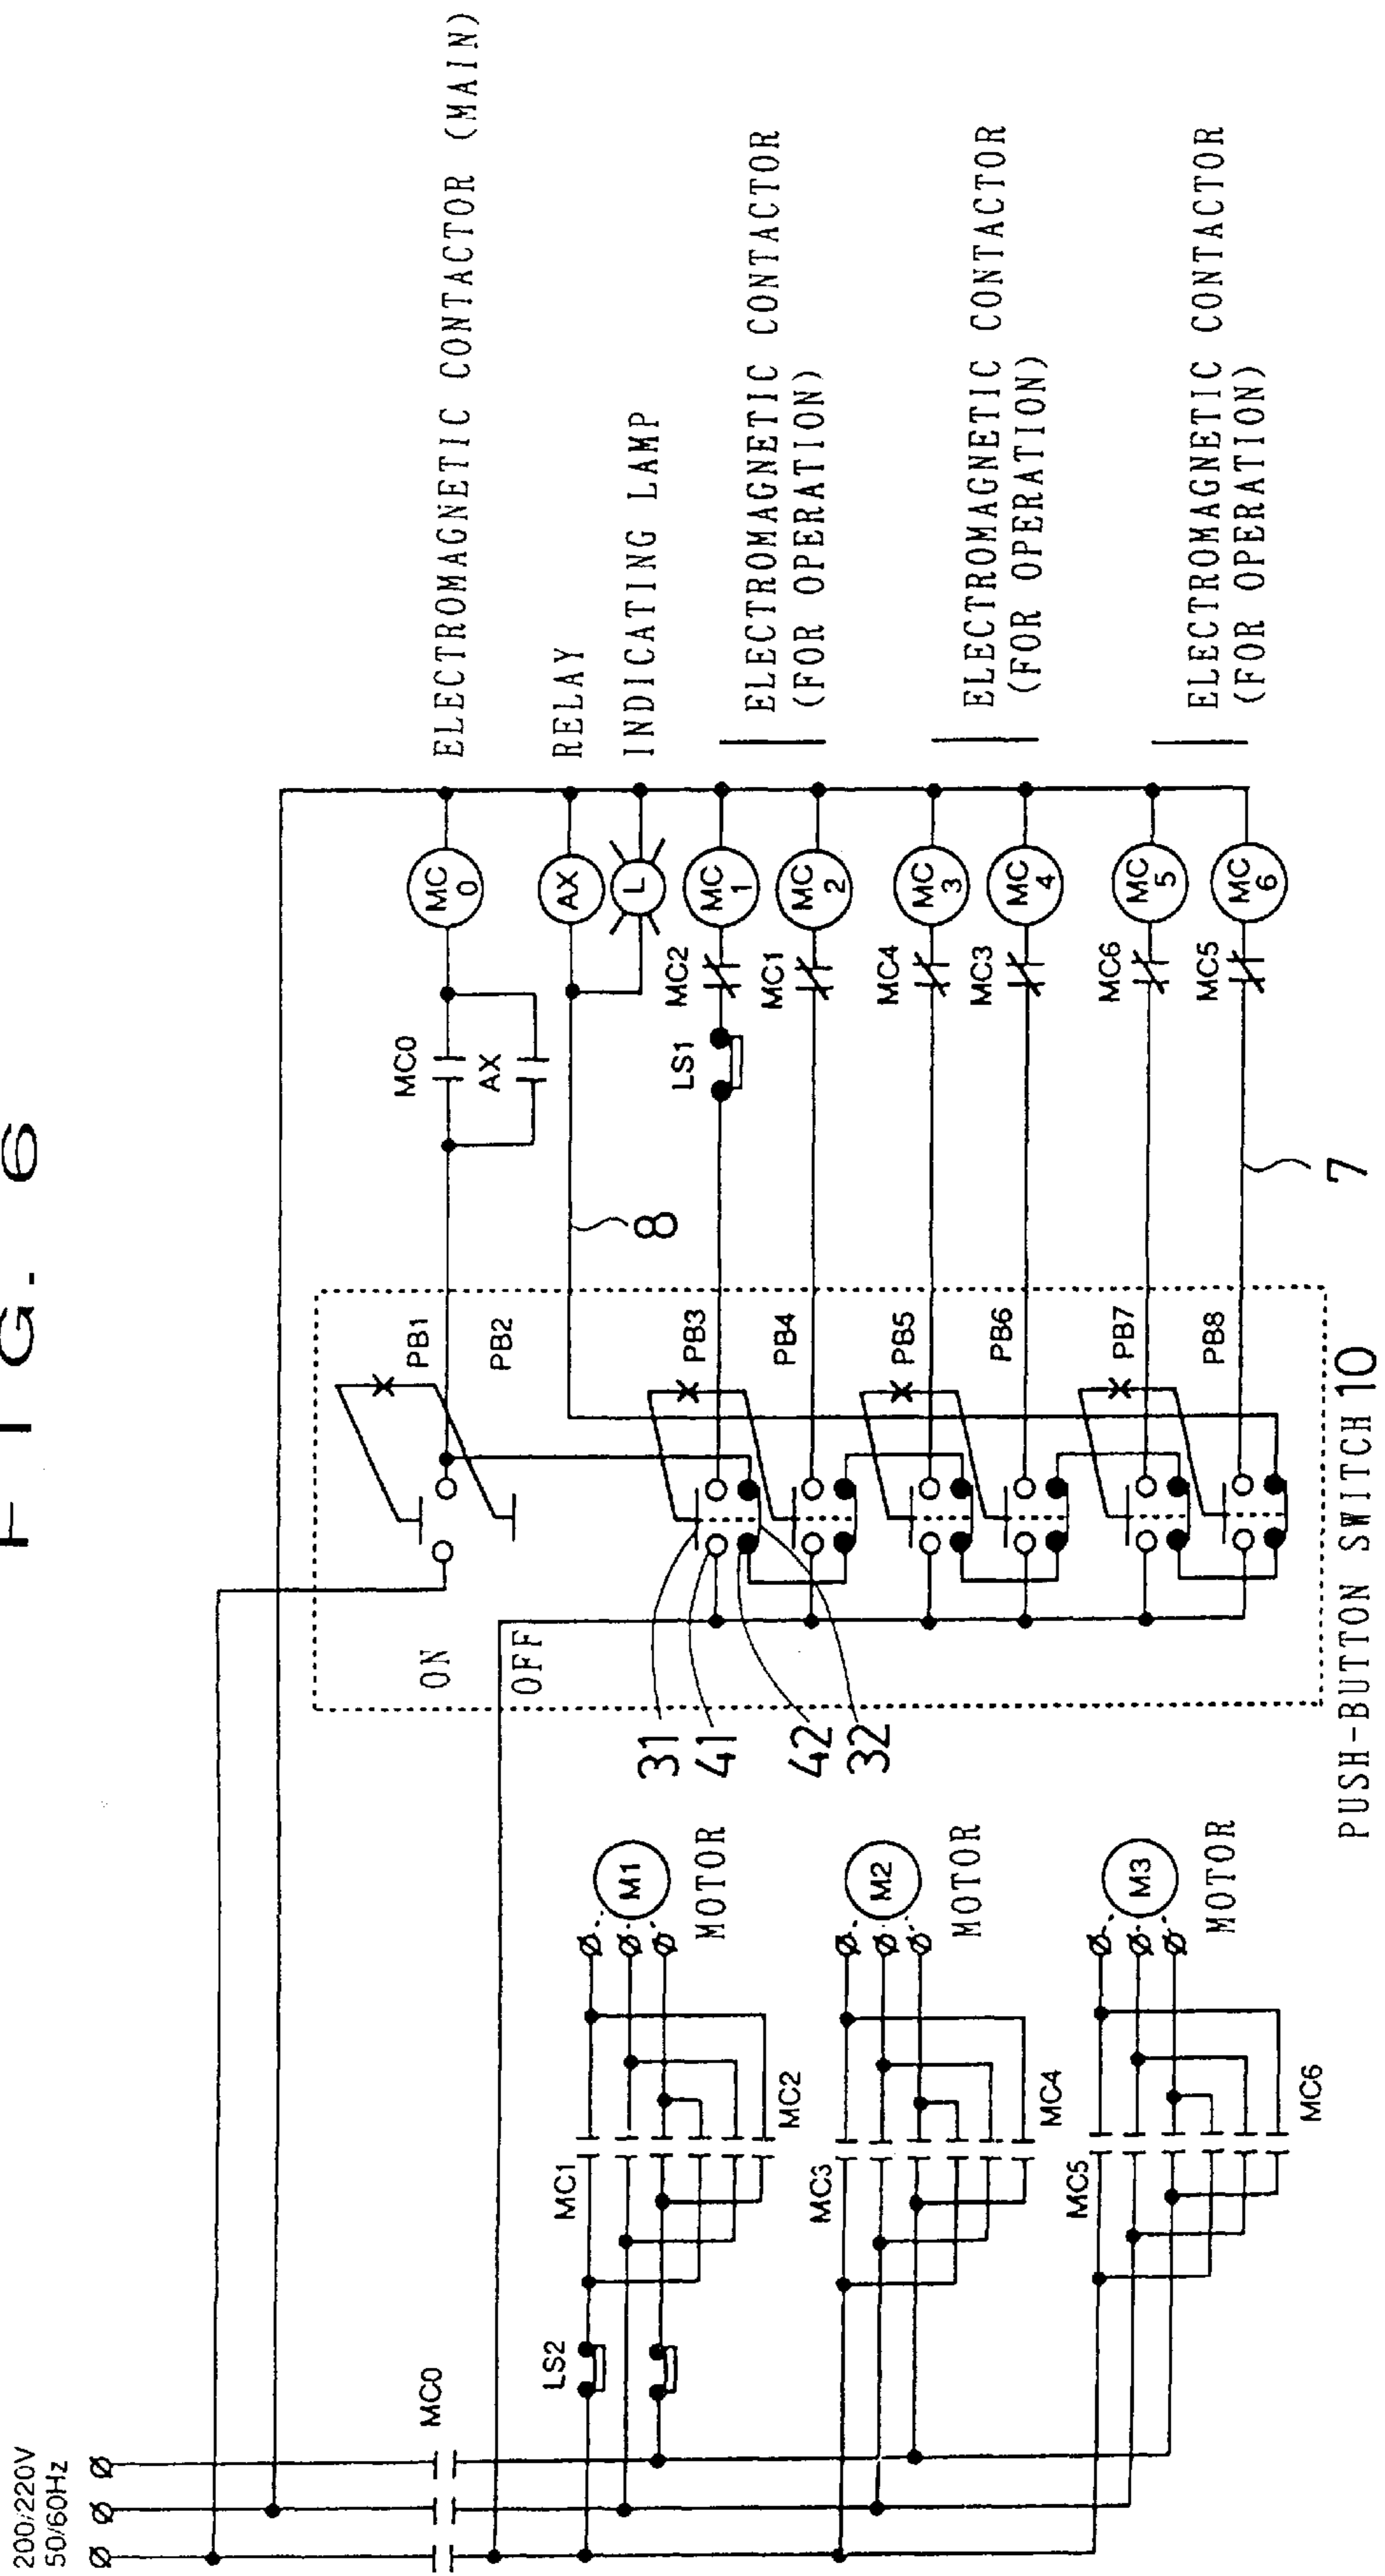 FIG. 6
200/220V
50/60Hz
MC0
LS2
MC1
MC2
M1
MOTOR
MC3
MC4
M2
MOTOR
MC5
MC6
M3
MOTOR
ON
OFF
31
41
42
32
PB1
PB2
PB3
PB4
PB5
PB6
PB7
PB8
PUSH-BUTTON SWITCH 10
8
7
MC0
AX
LS1
MC2
MC1
MC4
MC3
MC6
MC5
MC
0
AX
L
MC
1
MC
2
MC
3
MC
4
MC
5
MC
6
ELECTROMAGNETIC CONTACTOR (MAIN)
RELAY
INDICATING LAMP
ELECTROMAGNETIC CONTACTOR
(FOR OPERATION)
ELECTROMAGNETIC CONTACTOR
(FOR OPERATION)
ELECTROMAGNETIC CONTACTOR
(FOR OPERATION)